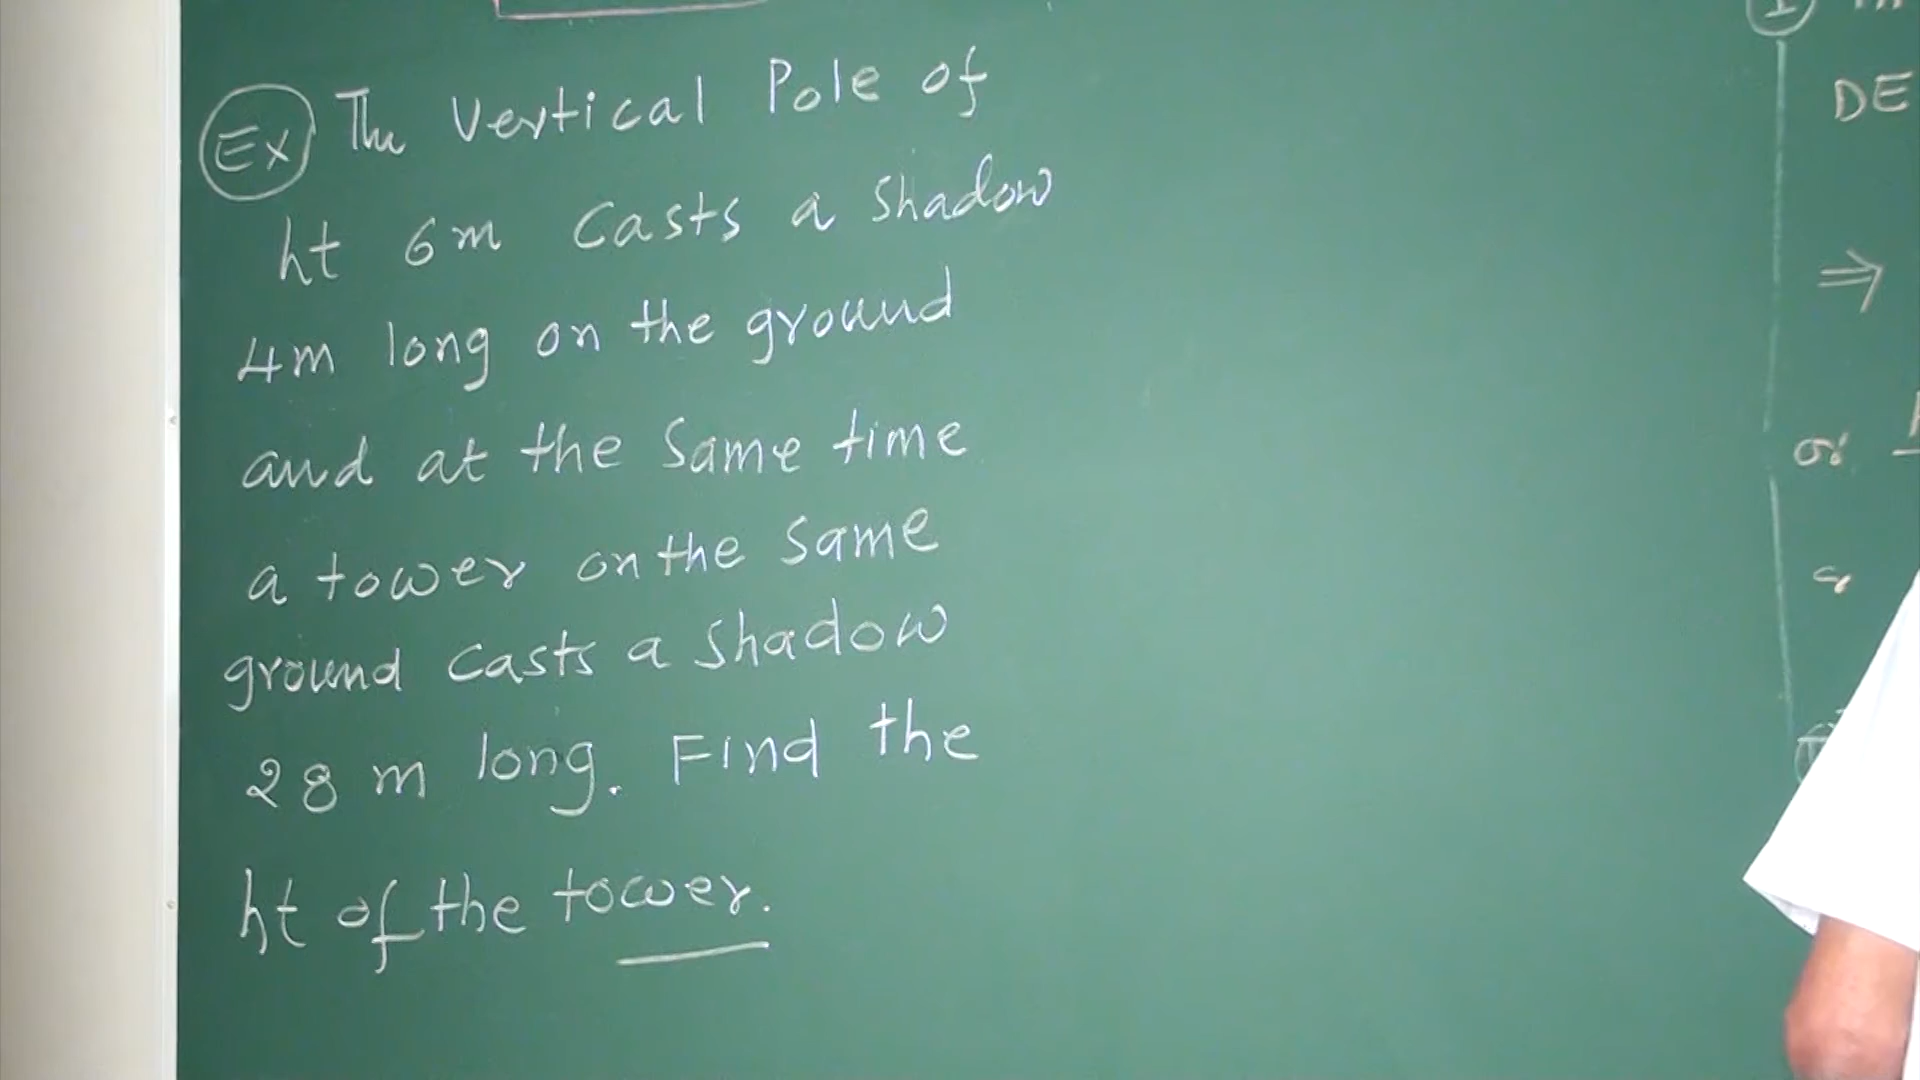 Ex The Vertical Pole of
ht 6m casts a shadow
4m long on the ground
and at the same time
a tower on the same
ground casts a shadow
28 m long. Find the
ht of the tower.
DE
⇒
or